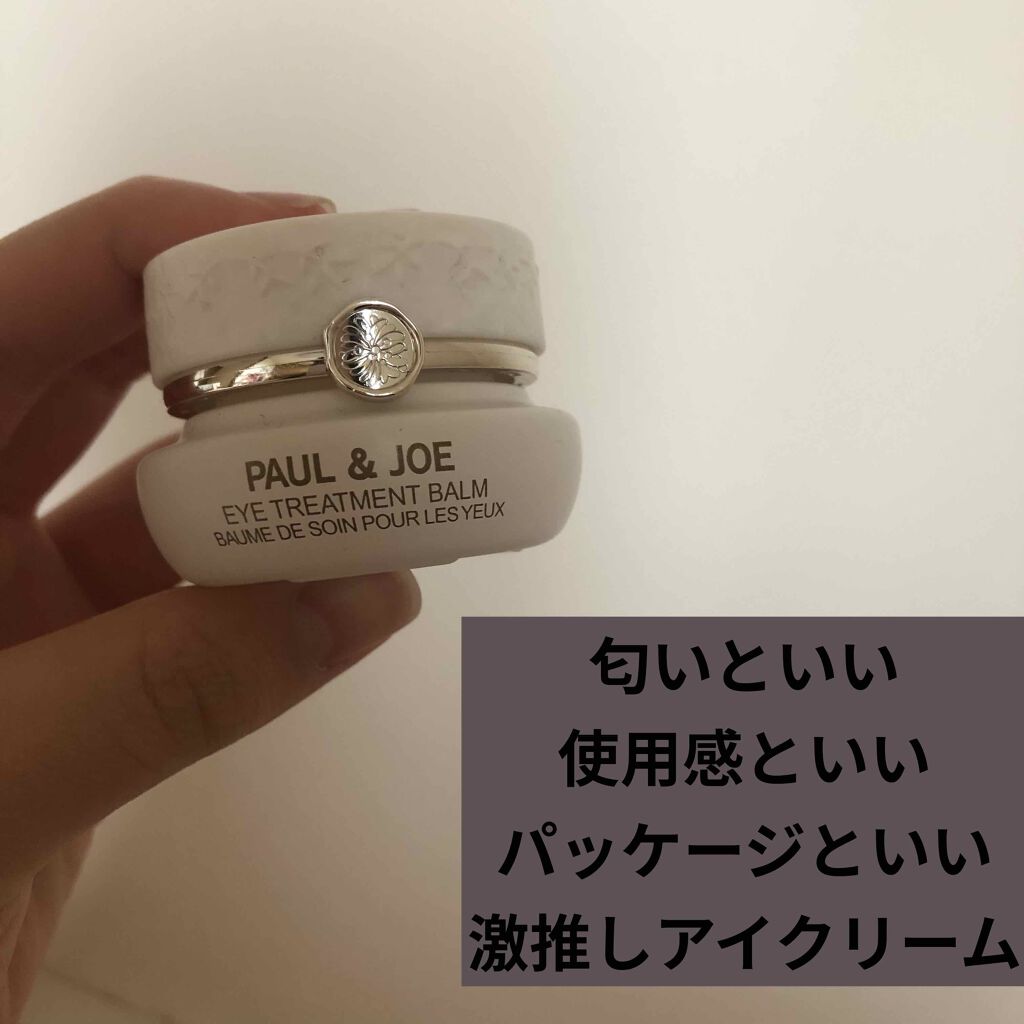 PAUL & JOE
EYE TREATMENT BALM
BAUME DE SOIN POUR LES YEUX
匂いといい
使用感といい
パッケージといい
激推しアイクリーム